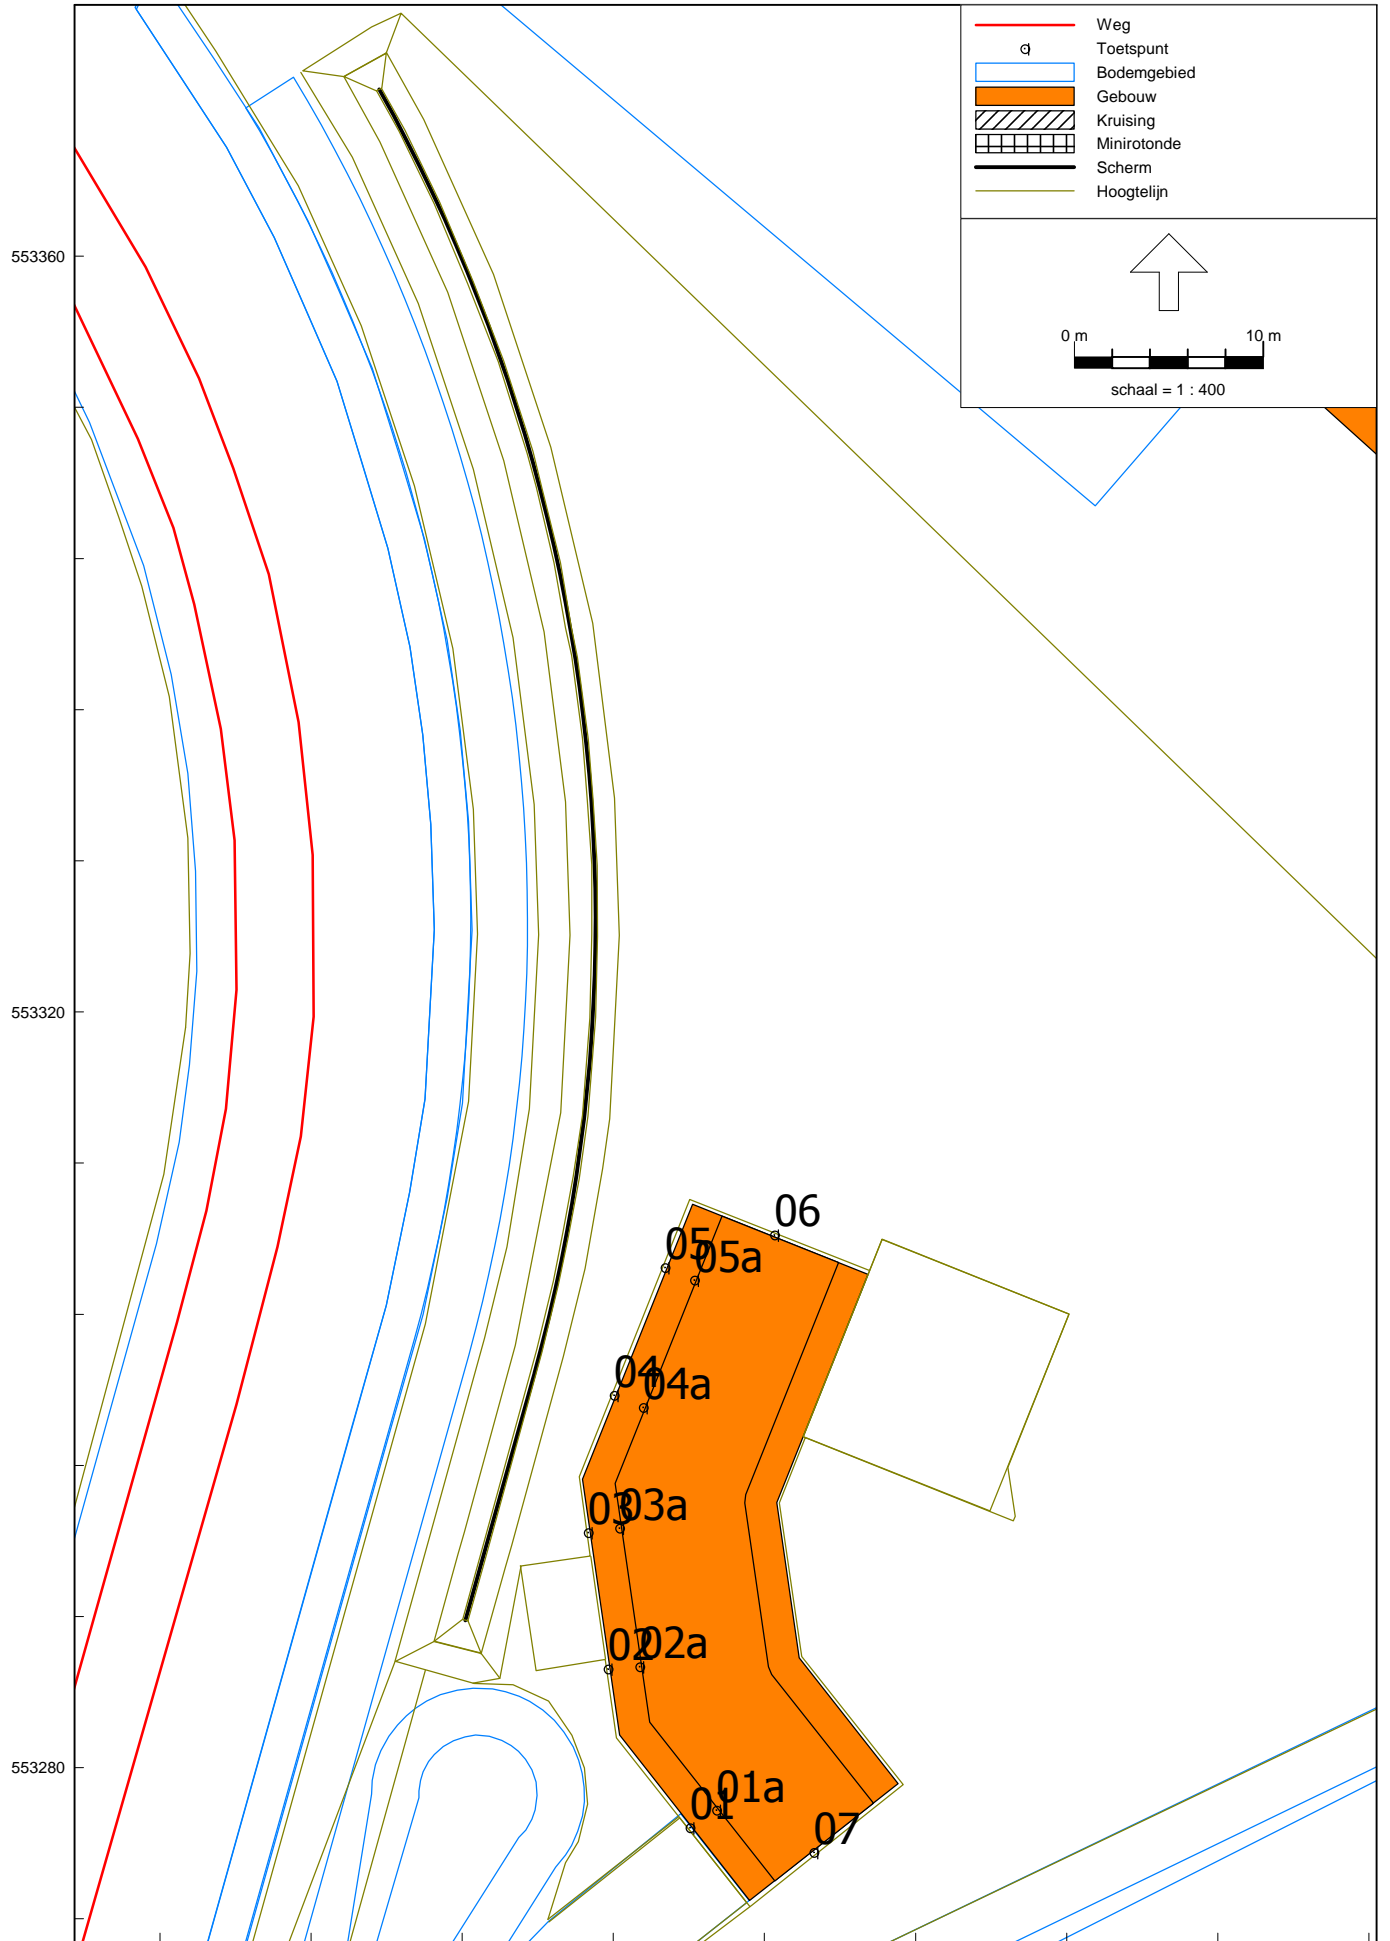 Weg
Toetspunt
Bodemgebied
Gebouw
Kruising
Minirotonde
Scherm
Hoogtelijn
0 m 10 m
schaal = 1 : 400
553360
553320
553280
06
05
05a
04
04a
03
03a
02
02a
01a
01
07